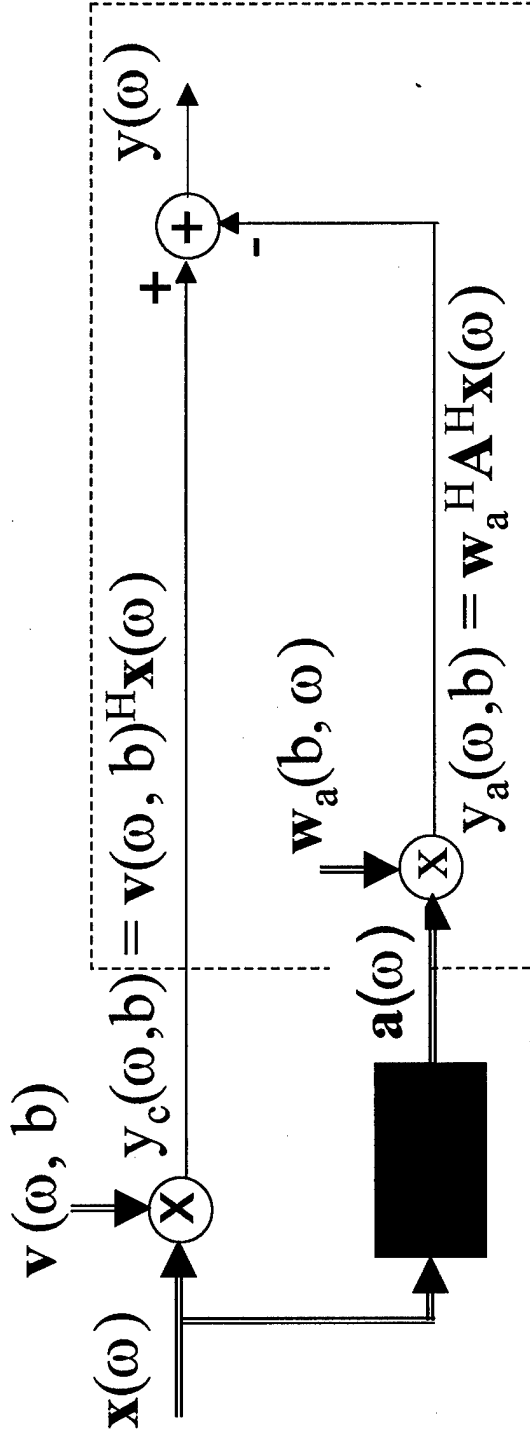 v (ω, b)
x(ω)
X
y_c(ω,b) = v(ω, b)^H x(ω)
+
+
y(ω)
-
w_a(b, ω)
a(ω)
X
y_a(ω,b) = w_a^H A^H x(ω)